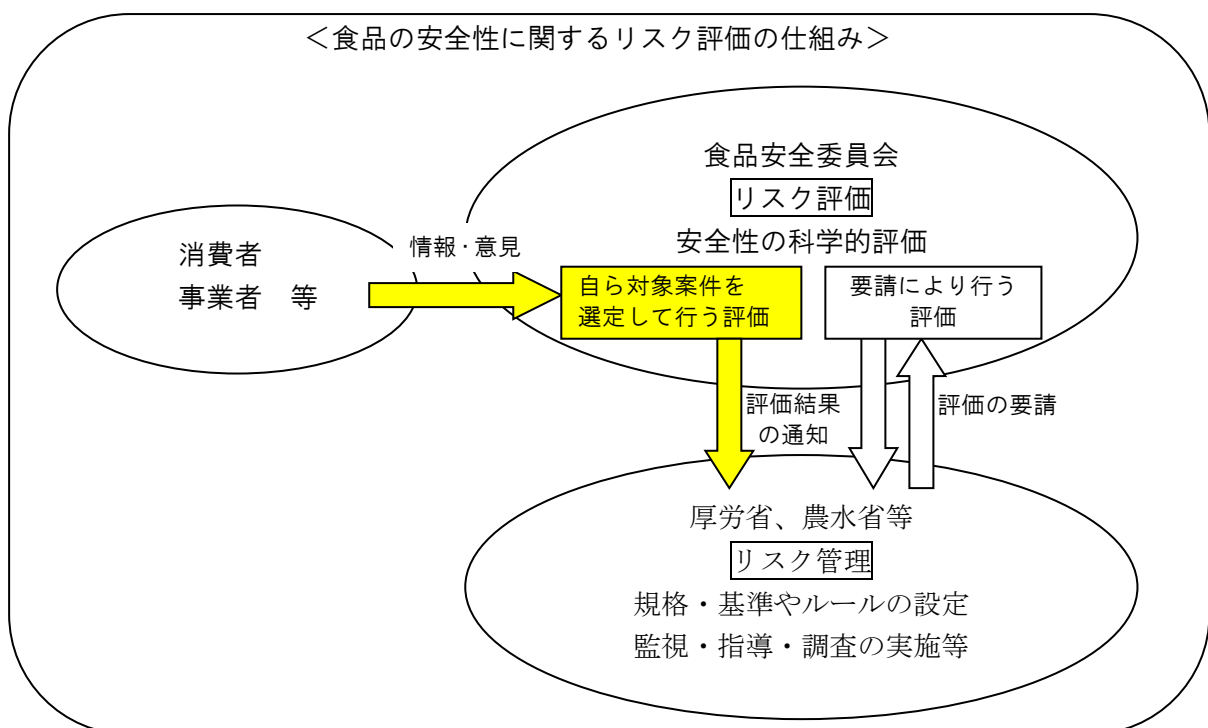 ＜食品の安全性に関するリスク評価の仕組み＞
食品安全委員会
リスク評価
安全性の科学的評価
消費者
事業者　等
情報・意見
自ら対象案件を
選定して行う評価
要請により行う
評価
評価結果
の通知
評価の要請
厚労省、農水省等
リスク管理
規格・基準やルールの設定
監視・指導・調査の実施等